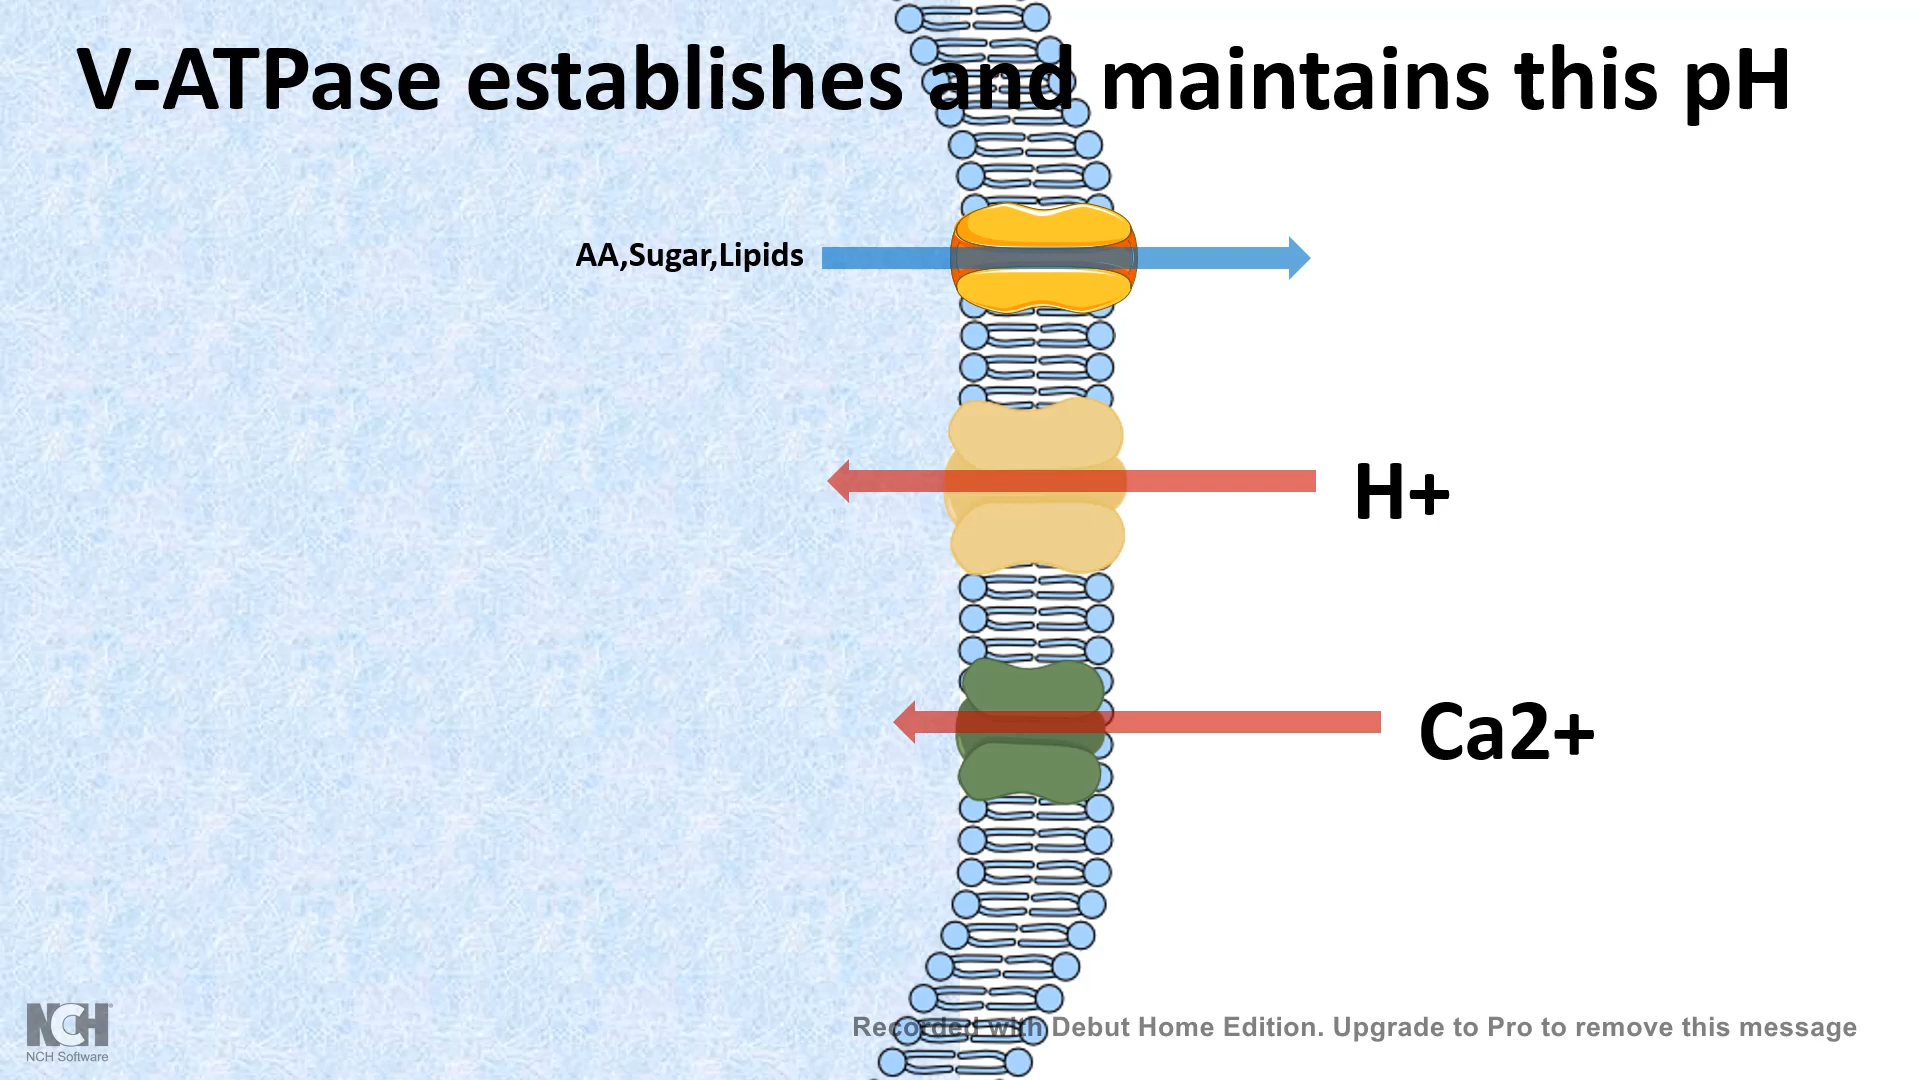 V-ATPase establishes and maintains this pH
AA,Sugar,Lipids
H+
Ca2+
NCH
NCH Software
Recorded with Debut Home Edition. Upgrade to Pro to remove this message